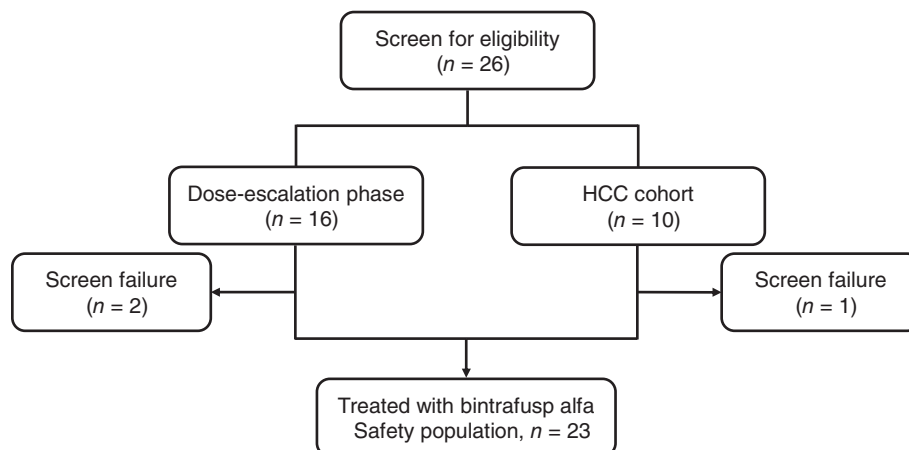 Screen for eligibility
(n = 26)
Dose-escalation phase
(n = 16)
HCC cohort
(n = 10)
Screen failure
(n = 2)
Screen failure
(n = 1)
Treated with bintrafusp alfa
Safety population, n = 23